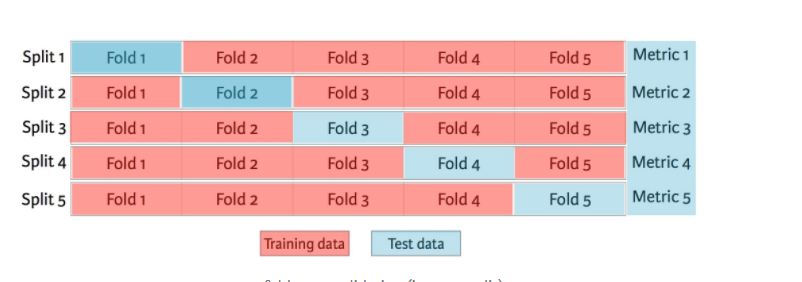 Split 1 Fold 1 Fold 2 Fold 3 Fold 4 Fold 5 Metric 1
Split 2 Fold 1 Fold 2 Fold 3 Fold 4 Fold 5 Metric 2
Split 3 Fold 1 Fold 2 Fold 3 Fold 4 Fold 5 Metric 3
Split 4 Fold 1 Fold 2 Fold 3 Fold 4 Fold 5 Metric 4
Split 5 Fold 1 Fold 2 Fold 3 Fold 4 Fold 5 Metric 5
Training data Test data